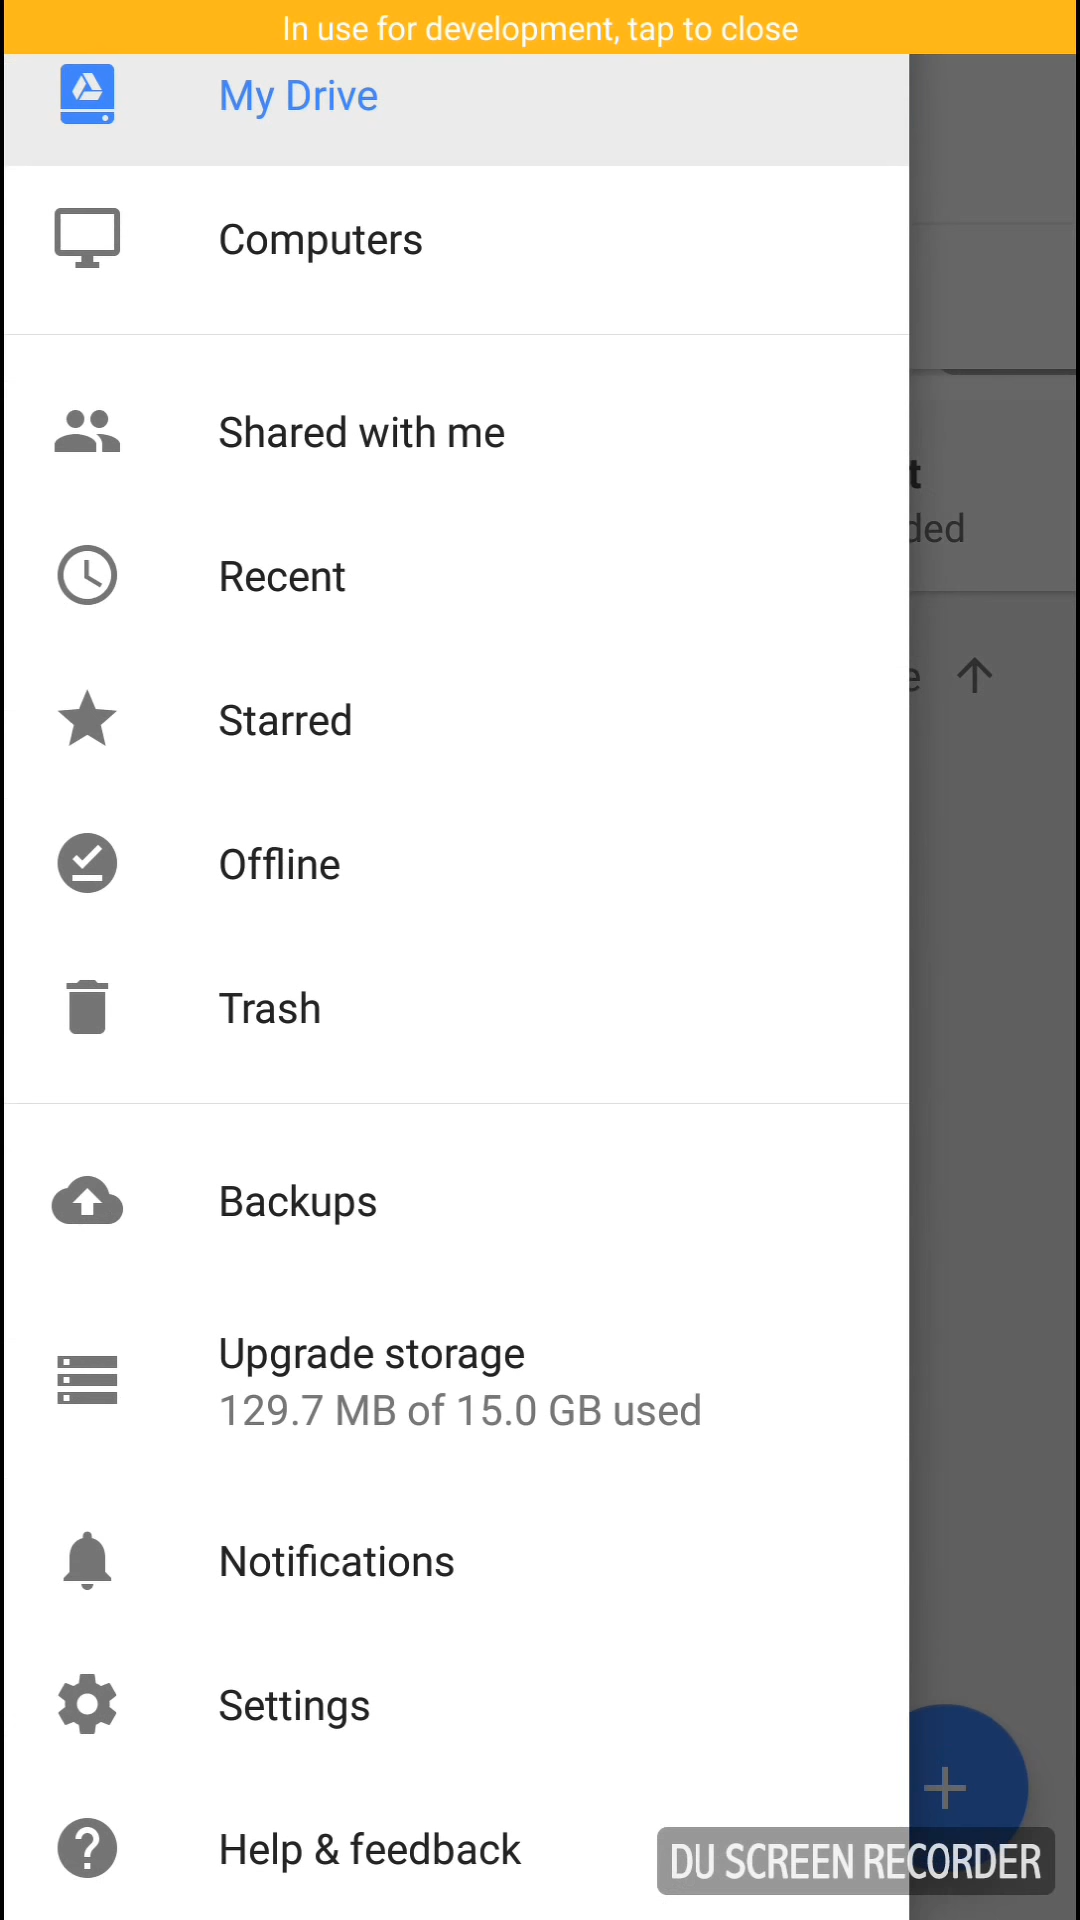 In use for development, tap to close
My Drive
Computers
Shared with me
t
ded
Recent
e
Starred
Offline
Trash
Backups
Upgrade storage
129.7 MB of 15.0 GB used
Notifications
Settings
Help & feedback
DU SCREEN RECORDER